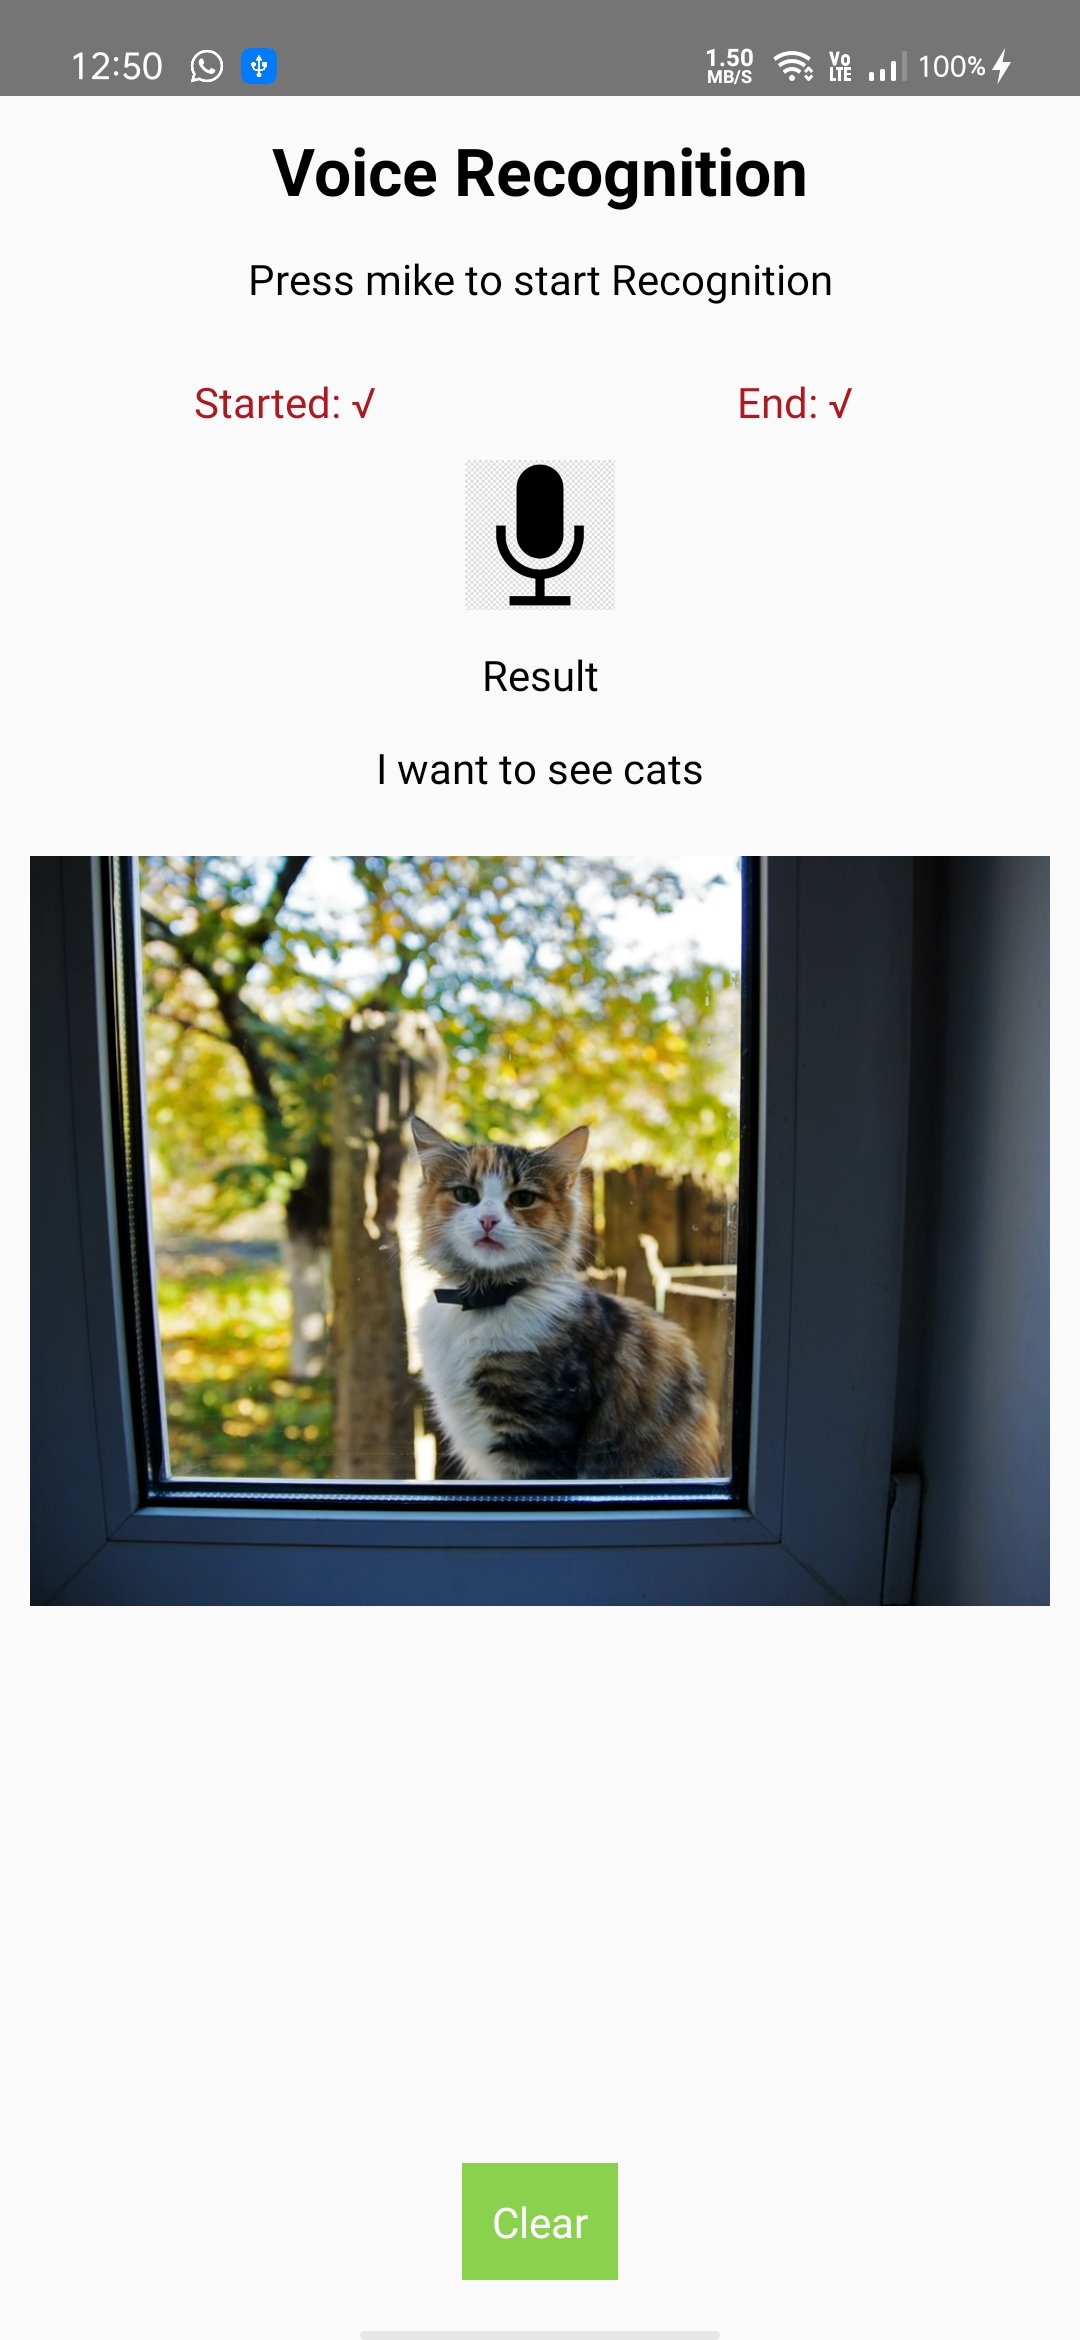 12:50 1.50 MB/S Vo LTE 100%
Voice Recognition
Press mike to start Recognition
Started: √ End: √
Result
I want to see cats
Clear